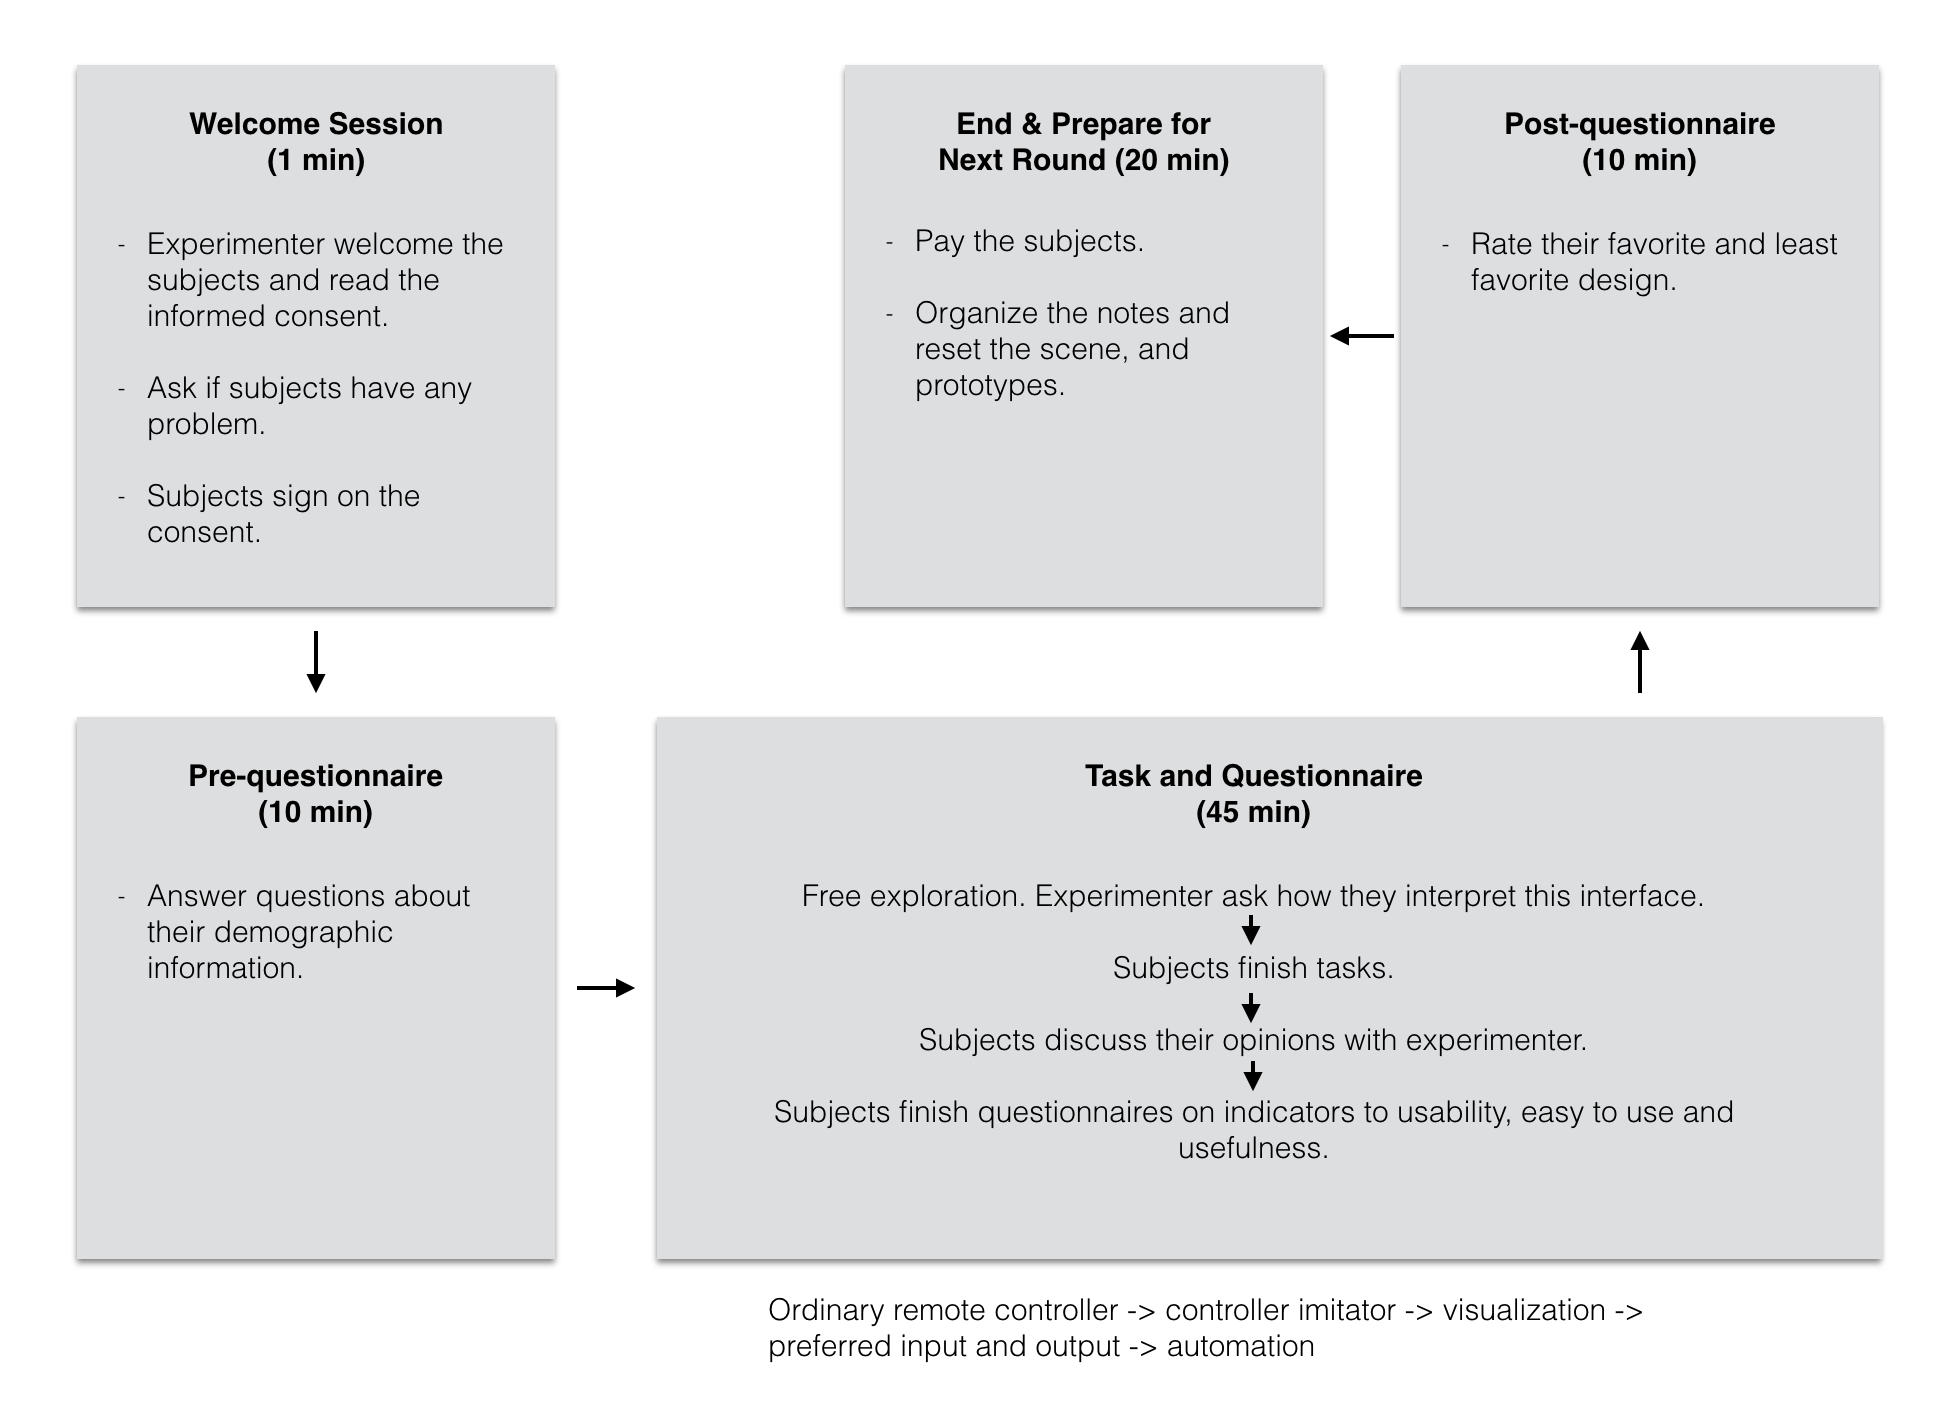 Welcome Session
(1 min)
- Experimenter welcome the
subjects and read the
informed consent.
- Ask if subjects have any
problem.
- Subjects sign on the
consent.
Pre-questionnaire
(10 min)
- Answer questions about
their demographic
information.
Task and Questionnaire
(45 min)
Free exploration. Experimenter ask how they interpret this interface.
Subjects finish tasks.
Subjects discuss their opinions with experimenter.
Subjects finish questionnaires on indicators to usability, easy to use and
usefulness.
Ordinary remote controller -> controller imitator -> visualization ->
preferred input and output -> automation
Post-questionnaire
(10 min)
- Rate their favorite and least
favorite design.
End & Prepare for
Next Round (20 min)
- Pay the subjects.
- Organize the notes and
reset the scene, and
prototypes.